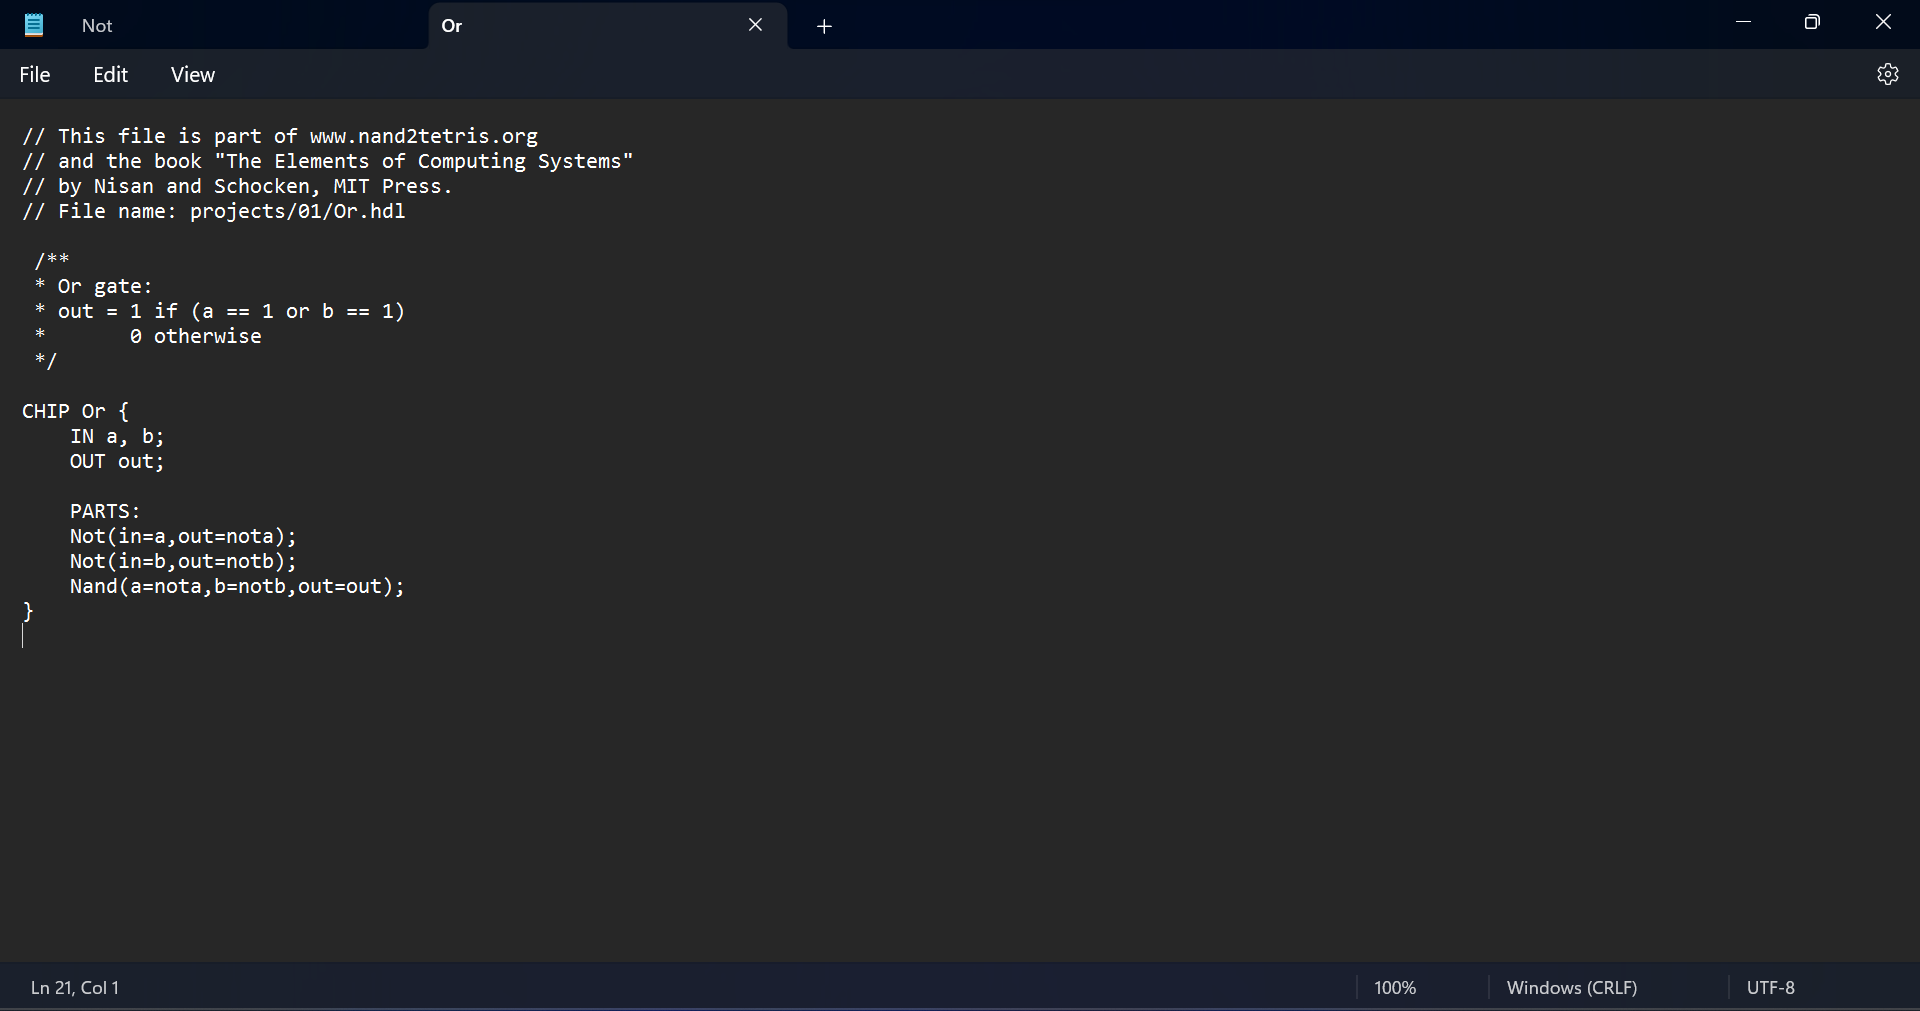 Not
Or
File Edit View
// This file is part of www.nand2tetris.org
// and the book "The Elements of Computing Systems"
// by Nisan and Schocken, MIT Press.
// File name: projects/01/Or.hdl
/**
* Or gate:
* out = 1 if (a == 1 or b == 1)
* 0 otherwise
*/
CHIP Or {
IN a, b;
OUT out;
PARTS:
Not(in=a,out=nota);
Not(in=b,out=notb);
Nand(a=nota,b=notb,out=out);
}
Ln 21, Col 1
100%
Windows (CRLF)
UTF-8